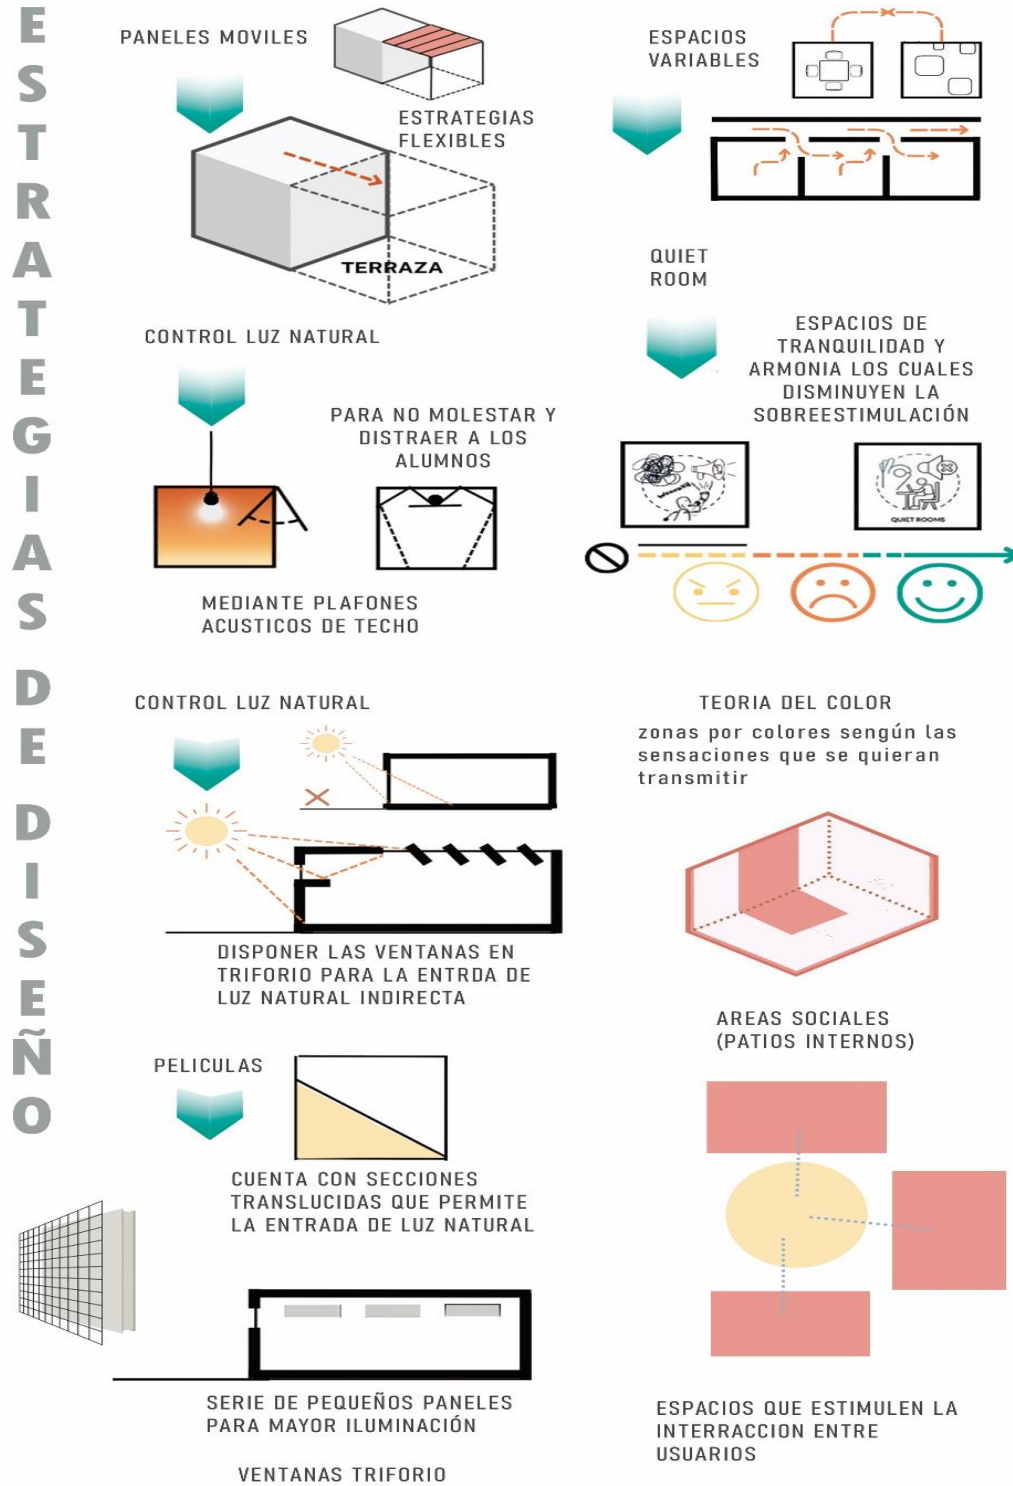 ESTRATEGIAS DE DISEÑO
PANELES MOVILES
ESTRATEGIAS
FLEXIBLES
TERRAZA
CONTROL LUZ NATURAL
PARA NO MOLESTAR Y
DISTRAER A LOS
ALUMNOS
MEDIANTE PLAFONES
ACUSTICOS DE TECHO
CONTROL LUZ NATURAL
DISPONER LAS VENTANAS EN
TRIFORIO PARA LA ENTRDA DE
LUZ NATURAL INDIRECTA
PELICULAS
CUENTA CON SECCIONES
TRANSLUCIDAS QUE PERMITE
LA ENTRADA DE LUZ NATURAL
SERIE DE PEQUEÑOS PANELES
PARA MAYOR ILUMINACIÓN
VENTANAS TRIFORIO
ESPACIOS
VARIABLES
QUIET
ROOM
ESPACIOS DE
TRANQUILIDAD Y
ARMONIA LOS CUALES
DISMINUYEN LA
SOBREESTIMULACIÓN
QUIET ROOMS
TEORIA DEL COLOR
zonas por colores sengún las
sensaciones que se quieran
transmitir
AREAS SOCIALES
(PATIOS INTERNOS)
ESPACIOS QUE ESTIMULEN LA
INTERRACCION ENTRE
USUARIOS